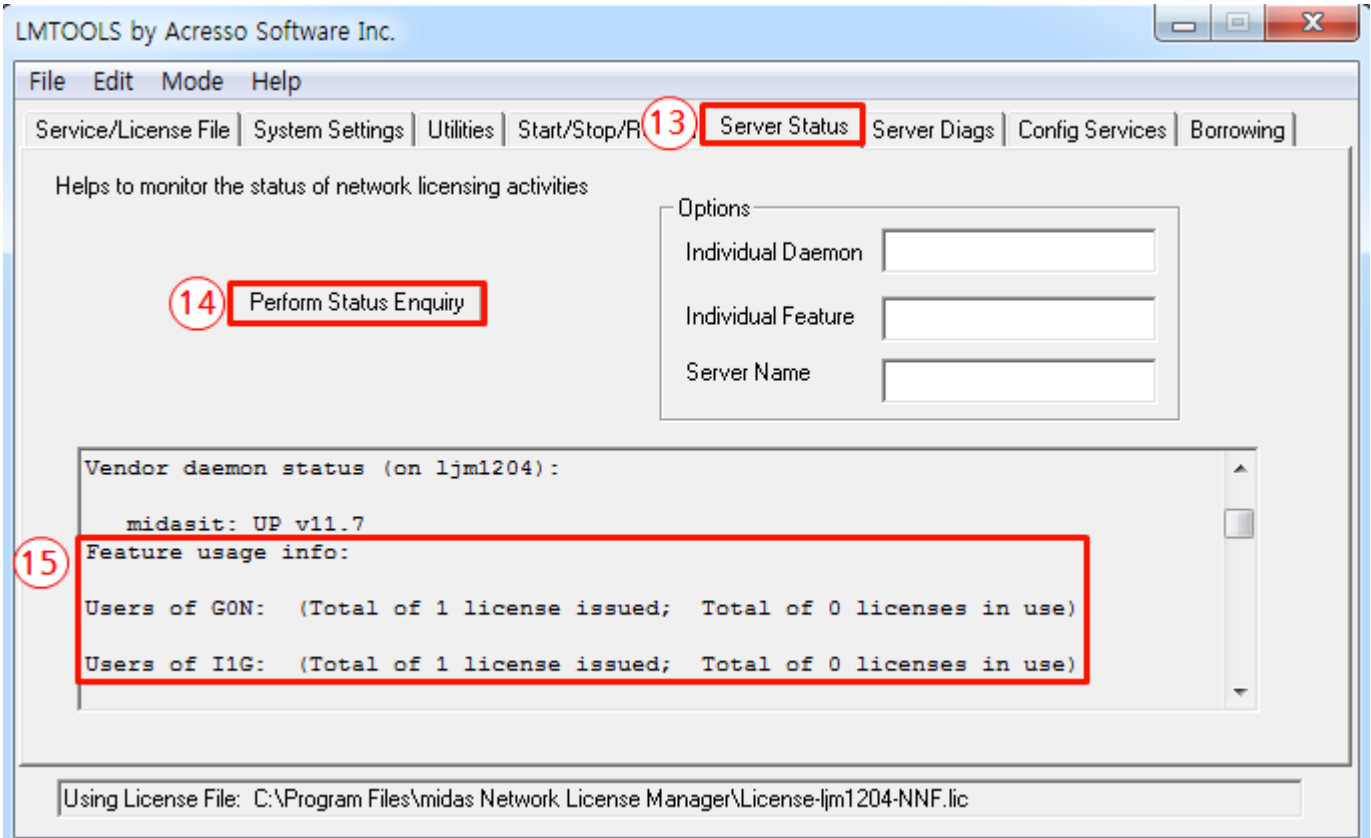 LMTOOLS by Acresso Software Inc.
File Edit Mode Help
Service/License File System Settings Utilities Start/Stop/R 13 Server Status Server Diags Config Services Borrowing
Helps to monitor the status of network licensing activities
Options
Individual Daemon
14 Perform Status Enquiry
Individual Feature
Server Name
Vendor daemon status (on ljm1204):
midasit: UP v11.7
15
Feature usage info:
Users of G0N: (Total of 1 license issued; Total of 0 licenses in use)
Users of I1G: (Total of 1 license issued; Total of 0 licenses in use)
Using License File: C:\Program Files\midas Network License Manager\License-ljm1204-NNF.lic